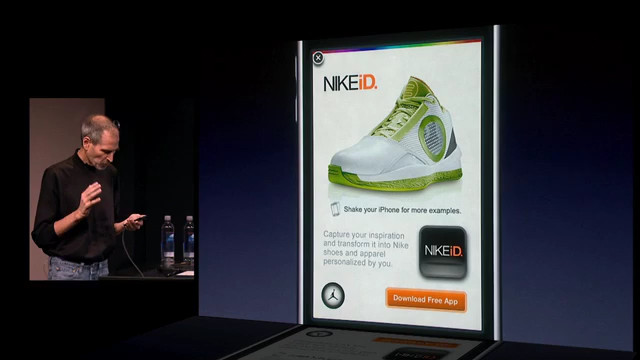 NIKEiD.
Shake your iPhone for more examples.
Capture your inspiration
and transform it into Nike
shoes and apparel
personalized by you.
NIKEiD.
Download Free App